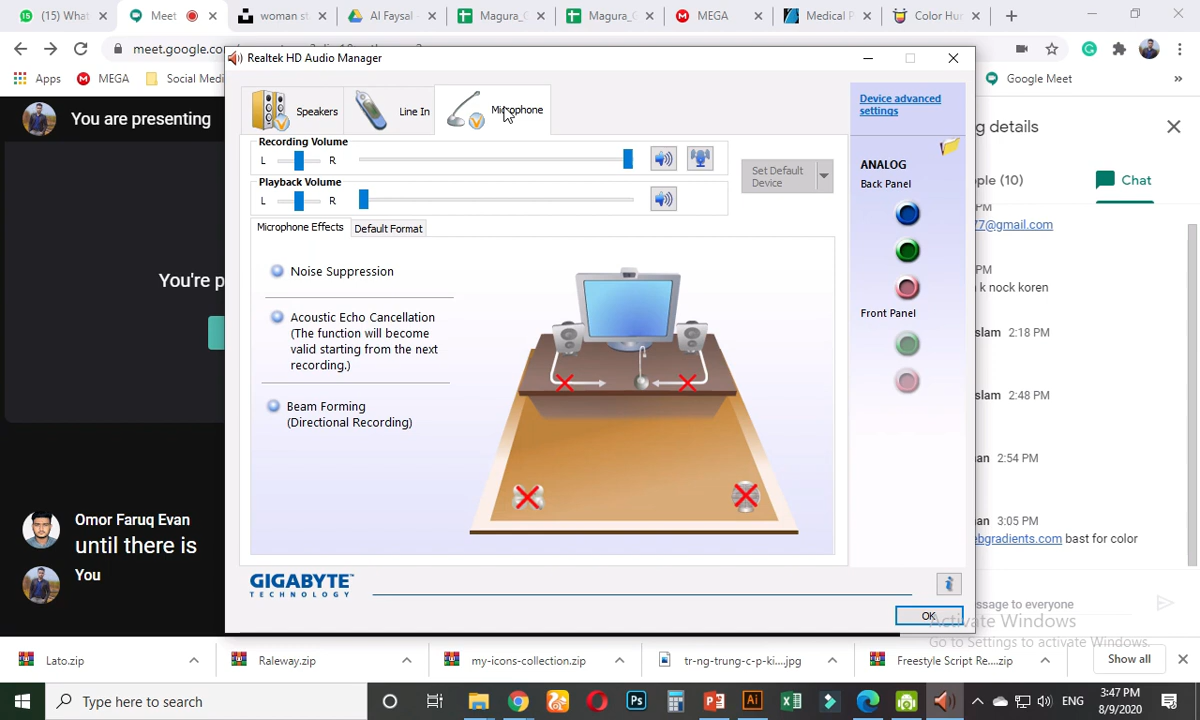 (15) What
Meet
woman st
Al Faysal -
Magura_
Magura_
MEGA
Medical P
Color Hu
meet.google.co
Apps
MEGA
Social Medi
Google Meet
»
Realtek HD Audio Manager
You are presenting
Speakers
Line In
Microphone
Device advanced
settings
g details
Recording Volume
L R
Set Default
Device
ANALOG
Back Panel
ple (10)
Chat
Playback Volume
L R
PM
77@gmail.com
Microphone Effects
Default Format
Noise Suppression
PM
k nock koren
You're p
Acoustic Echo Cancellation
(The function will become
valid starting from the next
recording.)
Front Panel
slam 2:18 PM
slam 2:48 PM
Beam Forming
(Directional Recording)
an 2:54 PM
Omor Faruq Evan
until there is
You
an 3:05 PM
ebgradients.com bast for color
GIGABYTE™
TECHNOLOGY
OK
ssage to everyone
Activate Windows
Go to Settings to activate Windows.
Lato.zip
Raleway.zip
my-icons-collection.zip
tr-ng-trung-c-p-ki....jpg
Freestyle Script Re....zip
Show all
Type here to search
ENG
3:47 PM
8/9/2020